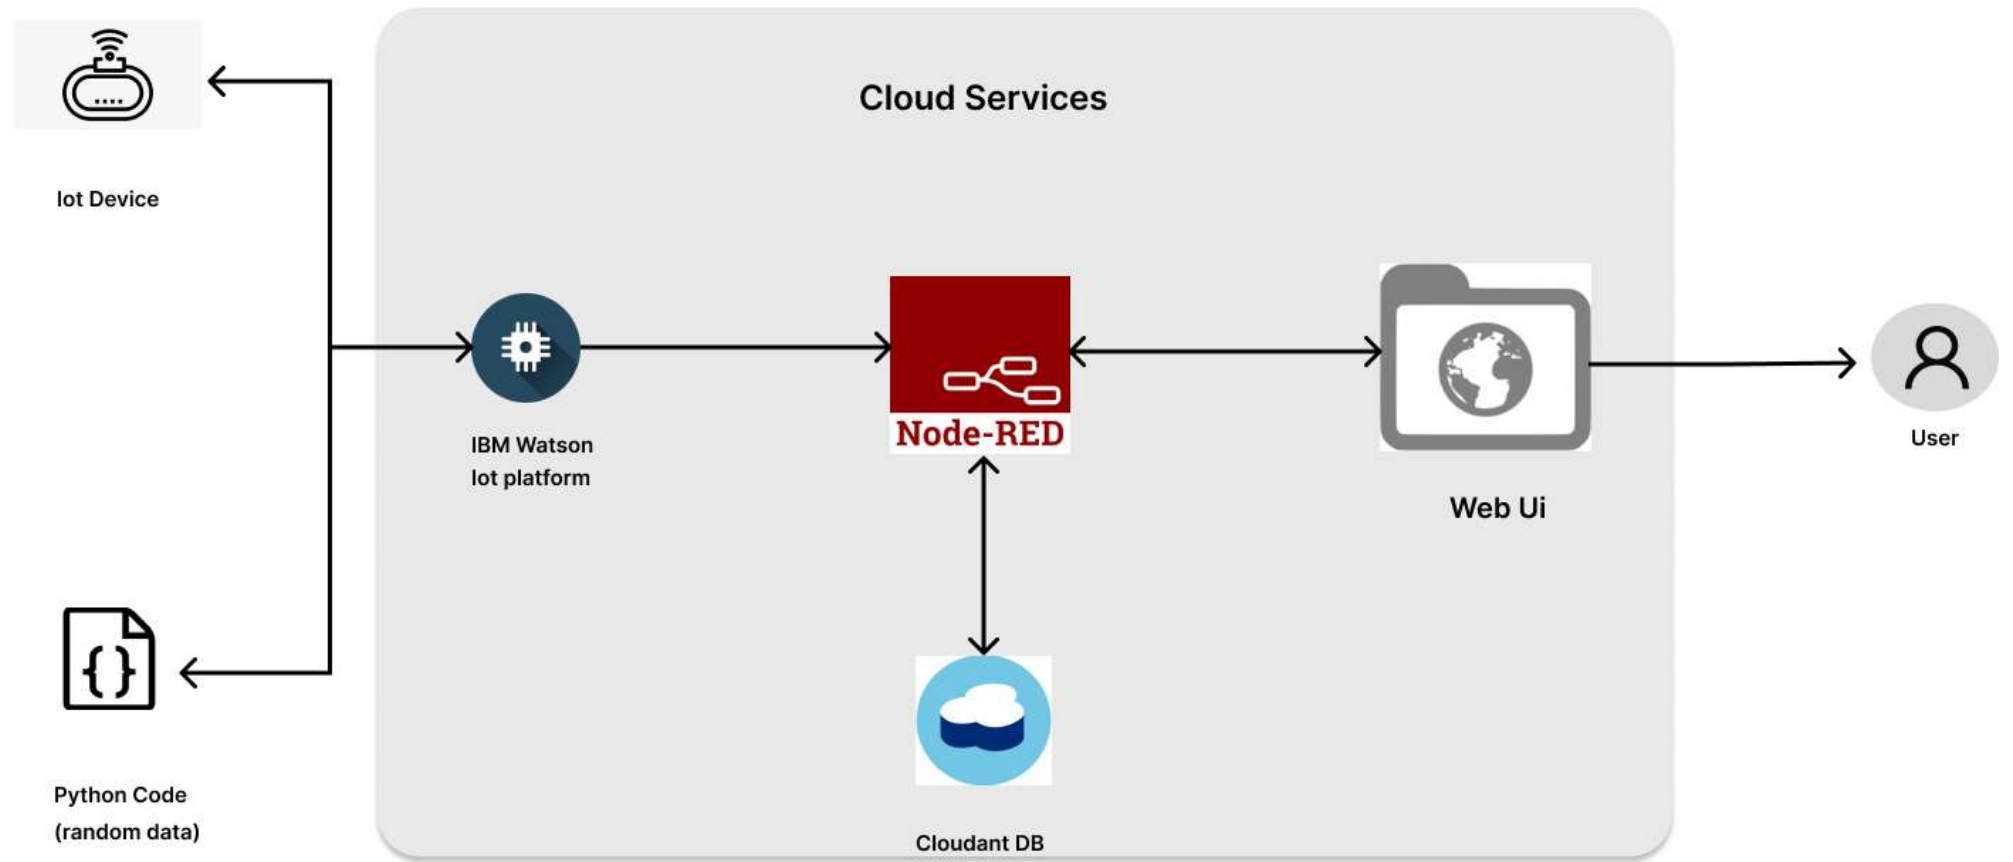 Cloud Services
Iot Device
IBM Watson
Iot platform
Node-RED
Web Ui
User
Python Code
(random data)
Cloudant DB